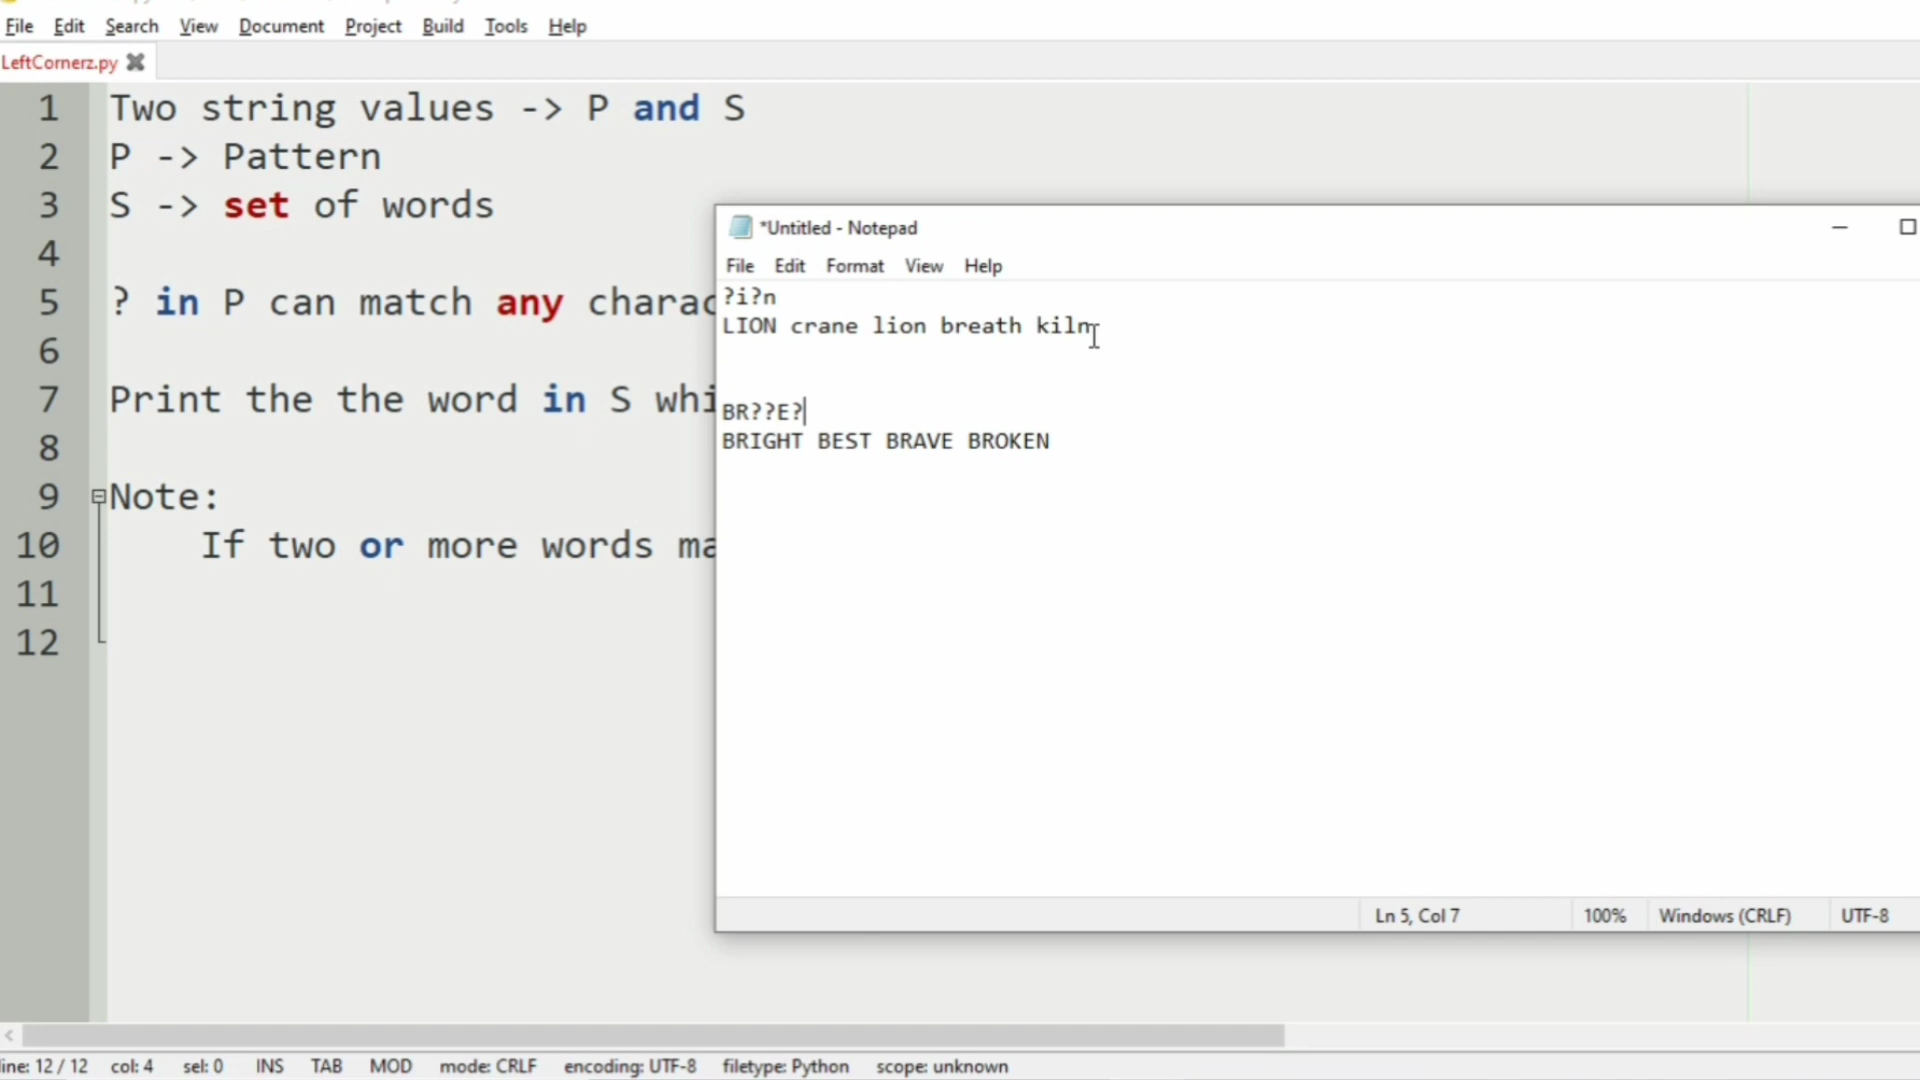 File Edit Search View Document Project Build Tools Help
LeftCornerz.py
1 Two string values -> P and S
2 P -> Pattern
3 S -> set of words
4
5 ? in P can match any charac
6
7 Print the the word in S whi
8
9 Note:
10 If two or more words ma
11
12
*Untitled - Notepad
File Edit Format View Help
?i?n
LION crane lion breath kiln
BR??E?
BRIGHT BEST BRAVE BROKEN
Ln 5, Col 7 100% Windows (CRLF) UTF-8
line: 12 / 12 col: 4 sel: 0 INS TAB MOD mode: CRLF encoding: UTF-8 filetype: Python scope: unknown